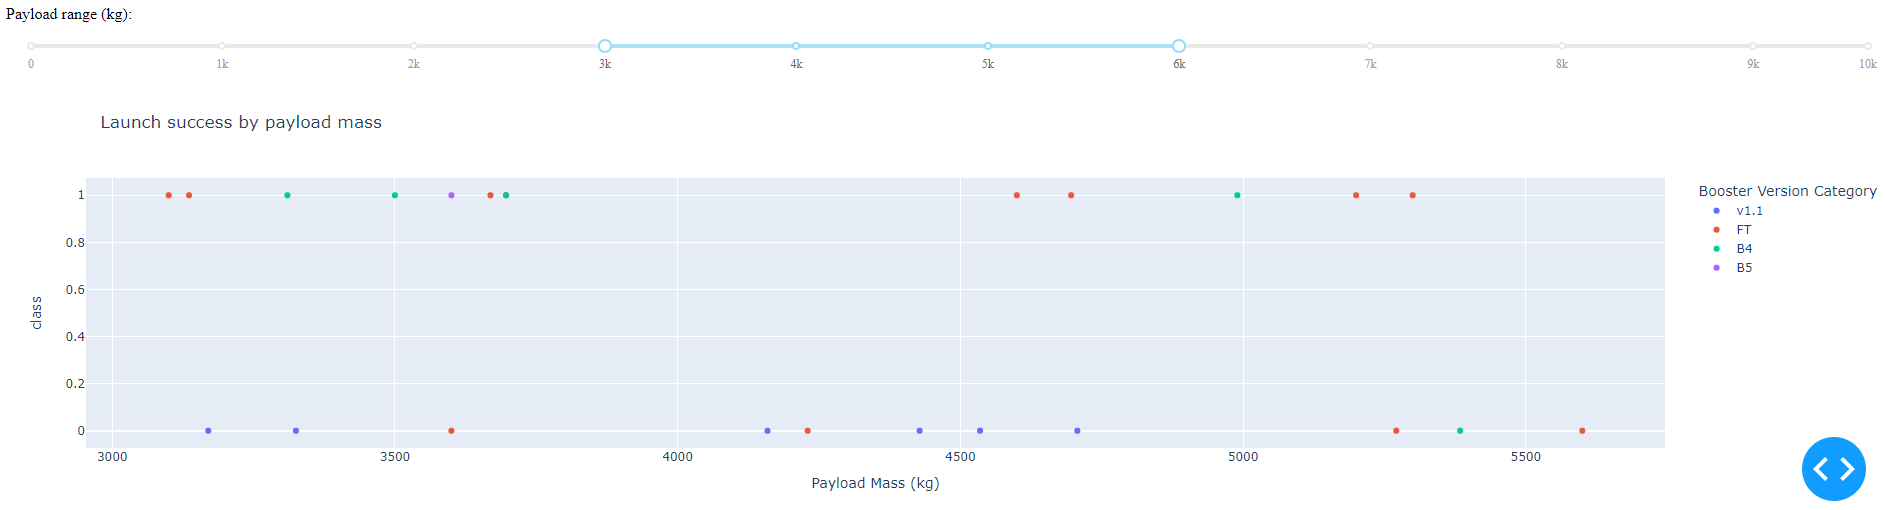 Payload range (kg):
0 1k 2k 3k 4k 5k 6k 7k 8k 9k 10k
Launch success by payload mass
1
0.8
0.6
0.4
0.2
0
class
3000 3500 4000 4500 5000 5500
Payload Mass (kg)
Booster Version Category
v1.1
FT
B4
B5